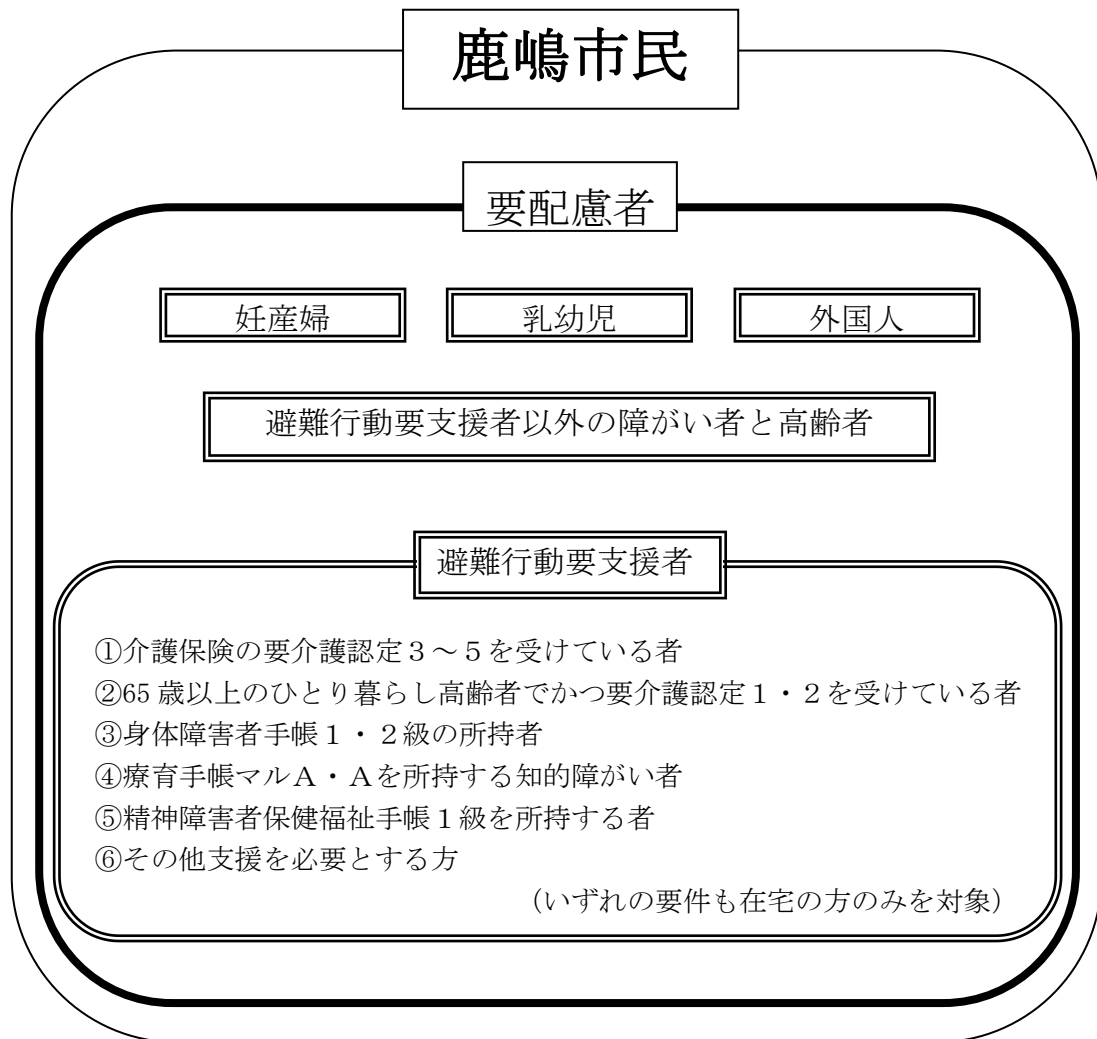 鹿嶋市民
要配慮者
妊産婦
乳幼児
外国人
避難行動要支援者以外の障がい者と高齢者
避難行動要支援者
①介護保険の要介護認定３～５を受けている者
②65 歳以上のひとり暮らし高齢者でかつ要介護認定１・２を受けている者
③身体障害者手帳１・２級の所持者
④療育手帳マルＡ・Ａを所持する知的障がい者
⑤精神障害者保健福祉手帳１級を所持する者
⑥その他支援を必要とする方
（いずれの要件も在宅の方のみを対象）